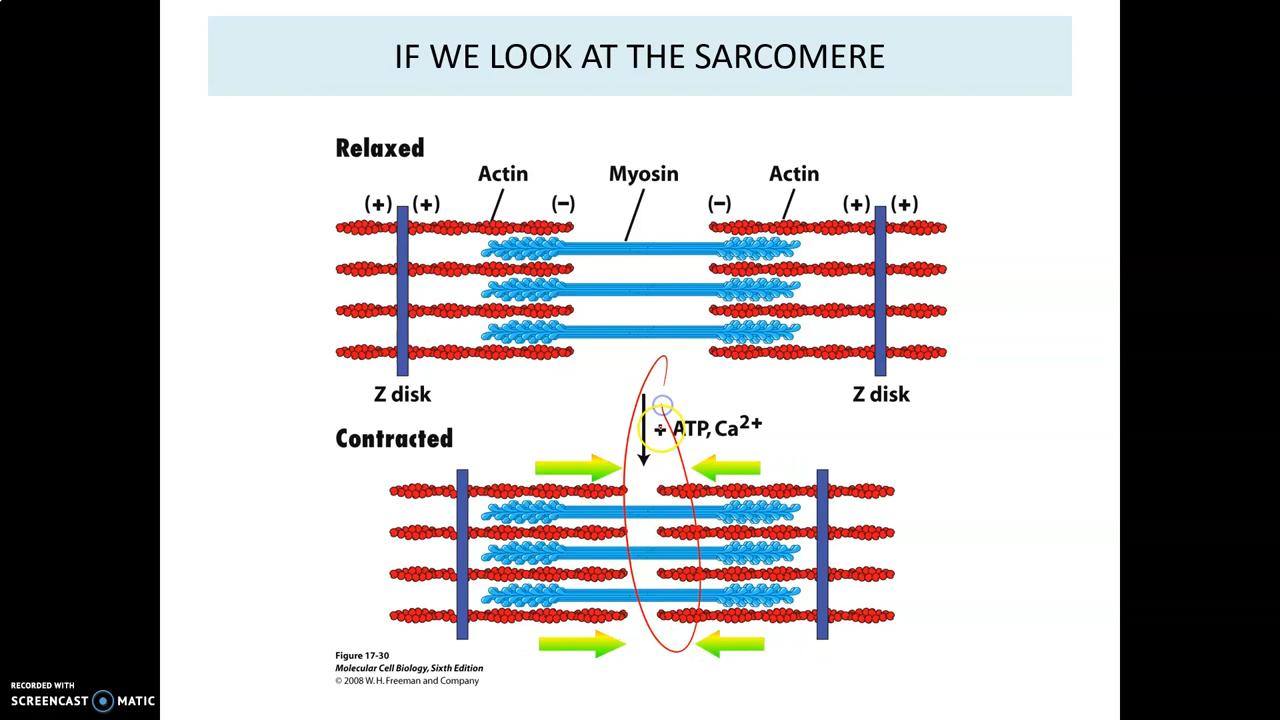 IF WE LOOK AT THE SARCOMERE
Relaxed
Actin Myosin Actin
(+) (+) (−) (−) (+) (+)
Z disk Z disk
+ ATP, Ca2+
Contracted
Figure 17-30
Molecular Cell Biology, Sixth Edition
© 2008 W. H. Freeman and Company
RECORDED WITH
SCREENCAST MATIC